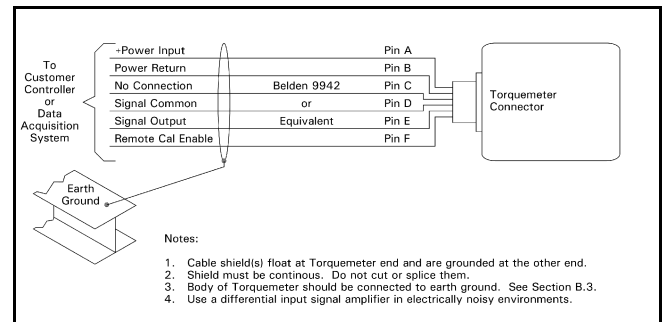 +Power Input Pin A
Power Return Pin B
No Connection Belden 9942 Pin C
Signal Common or Pin D
Signal Output Equivalent Pin E
Remote Cal Enable Pin F
To
Customer
Controller
or
Data
Acquisition
System
Torquemeter
Connector
Earth
Ground
Notes:
1. Cable shield(s) float at Torquemeter end and are grounded at the other end.
2. Shield must be continous. Do not cut or splice them.
3. Body of Torquemeter should be connected to earth ground. See Section B.3.
4. Use a differential input signal amplifier in electrically noisy environments.